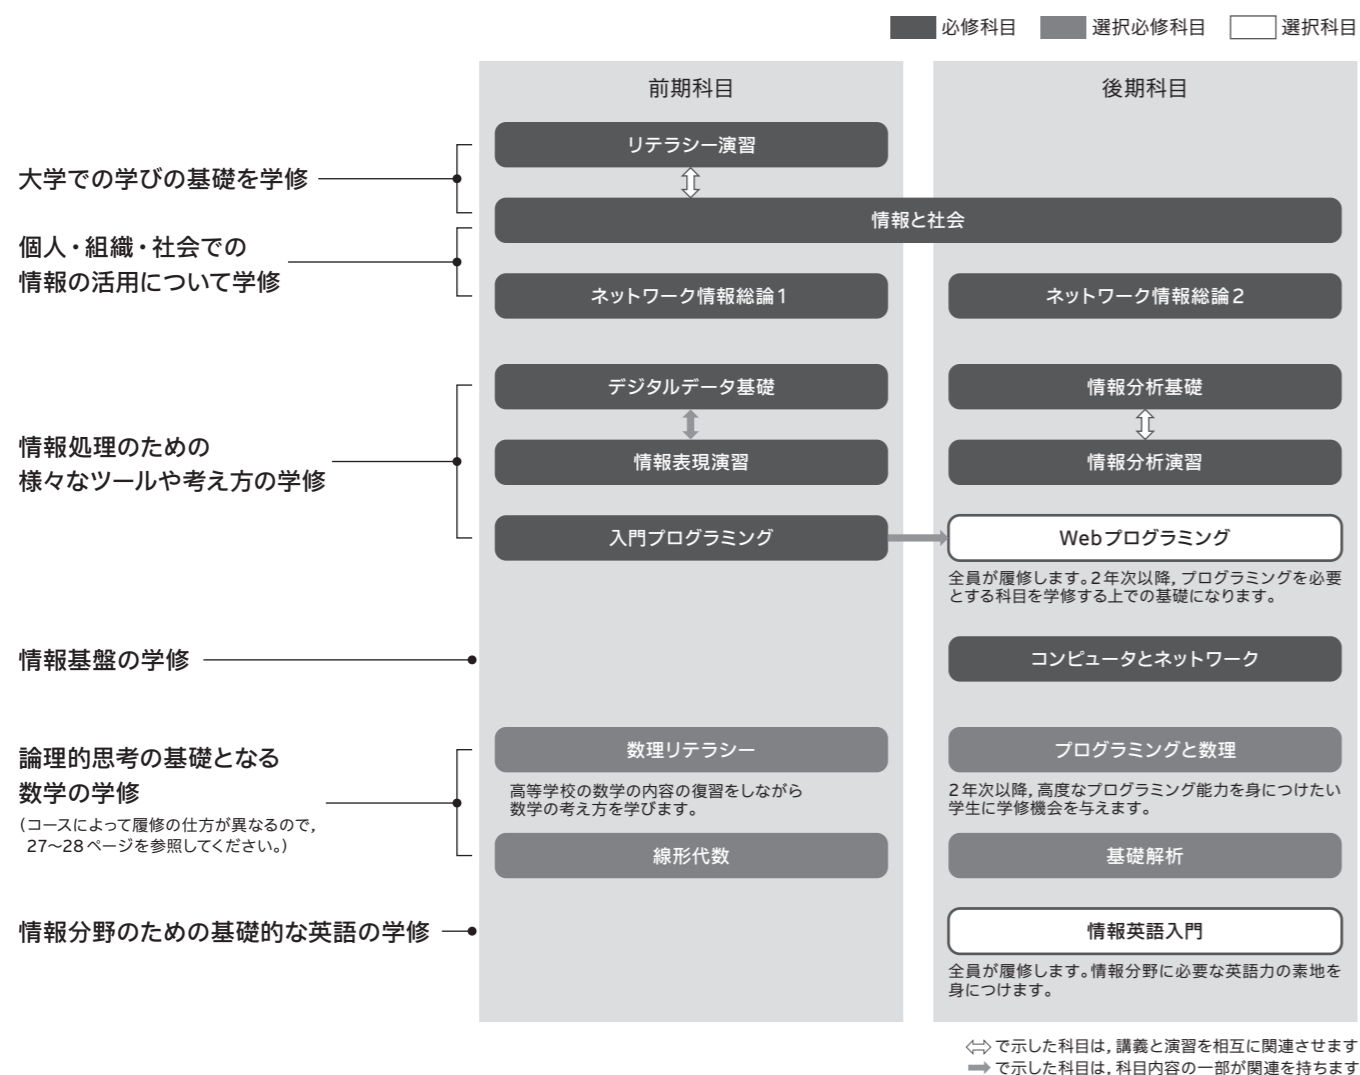 必修科目 選択必修科目 選択科目
前期科目 後期科目
リテラシー演習
大学での学びの基礎を学修
情報と社会
個人・組織・社会での
情報の活用について学修
ネットワーク情報総論1 ネットワーク情報総論2
デジタルデータ基礎 情報分析基礎
情報処理のための
様々なツールや考え方の学修
情報表現演習 情報分析演習
入門プログラミング Webプログラミング
全員が履修します。2年次以降,プログラミングを必要
とする科目を学修する上での基礎になります。
情報基盤の学修
コンピュータとネットワーク
論理的思考の基礎となる
数学の学修
(コースによって履修の仕方が異なるので,
27〜28ページを参照してください。)
数理リテラシー プログラミングと数理
高等学校の数学の内容の復習をしながら
数学の考え方を学びます。
2年次以降,高度なプログラミング能力を身につけたい
学生に学修機会を与えます。
線形代数 基礎解析
情報分野のための基礎的な英語の学修
情報英語入門
全員が履修します。情報分野に必要な英語力の素地を
身につけます。
⇔で示した科目は,講義と演習を相互に関連させます
➡で示した科目は,科目内容の一部が関連を持ちます